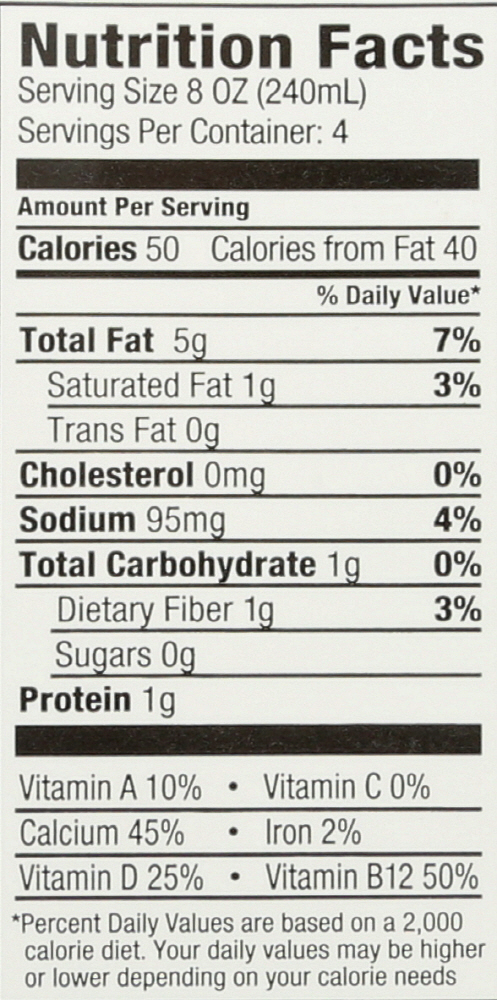 Nutrition Facts
Serving Size 8 OZ (240mL)
Servings Per Container: 4
Amount Per Serving
Calories 50 Calories from Fat 40
% Daily Value*
Total Fat 5g 7%
Saturated Fat 1g 3%
Trans Fat 0g
Cholesterol 0mg 0%
Sodium 95mg 4%
Total Carbohydrate 1g 0%
Dietary Fiber 1g 3%
Sugars 0g
Protein 1g
Vitamin A 10% • Vitamin C 0%
Calcium 45% • Iron 2%
Vitamin D 25% • Vitamin B12 50%
*Percent Daily Values are based on a 2,000
calorie diet. Your daily values may be higher
or lower depending on your calorie needs